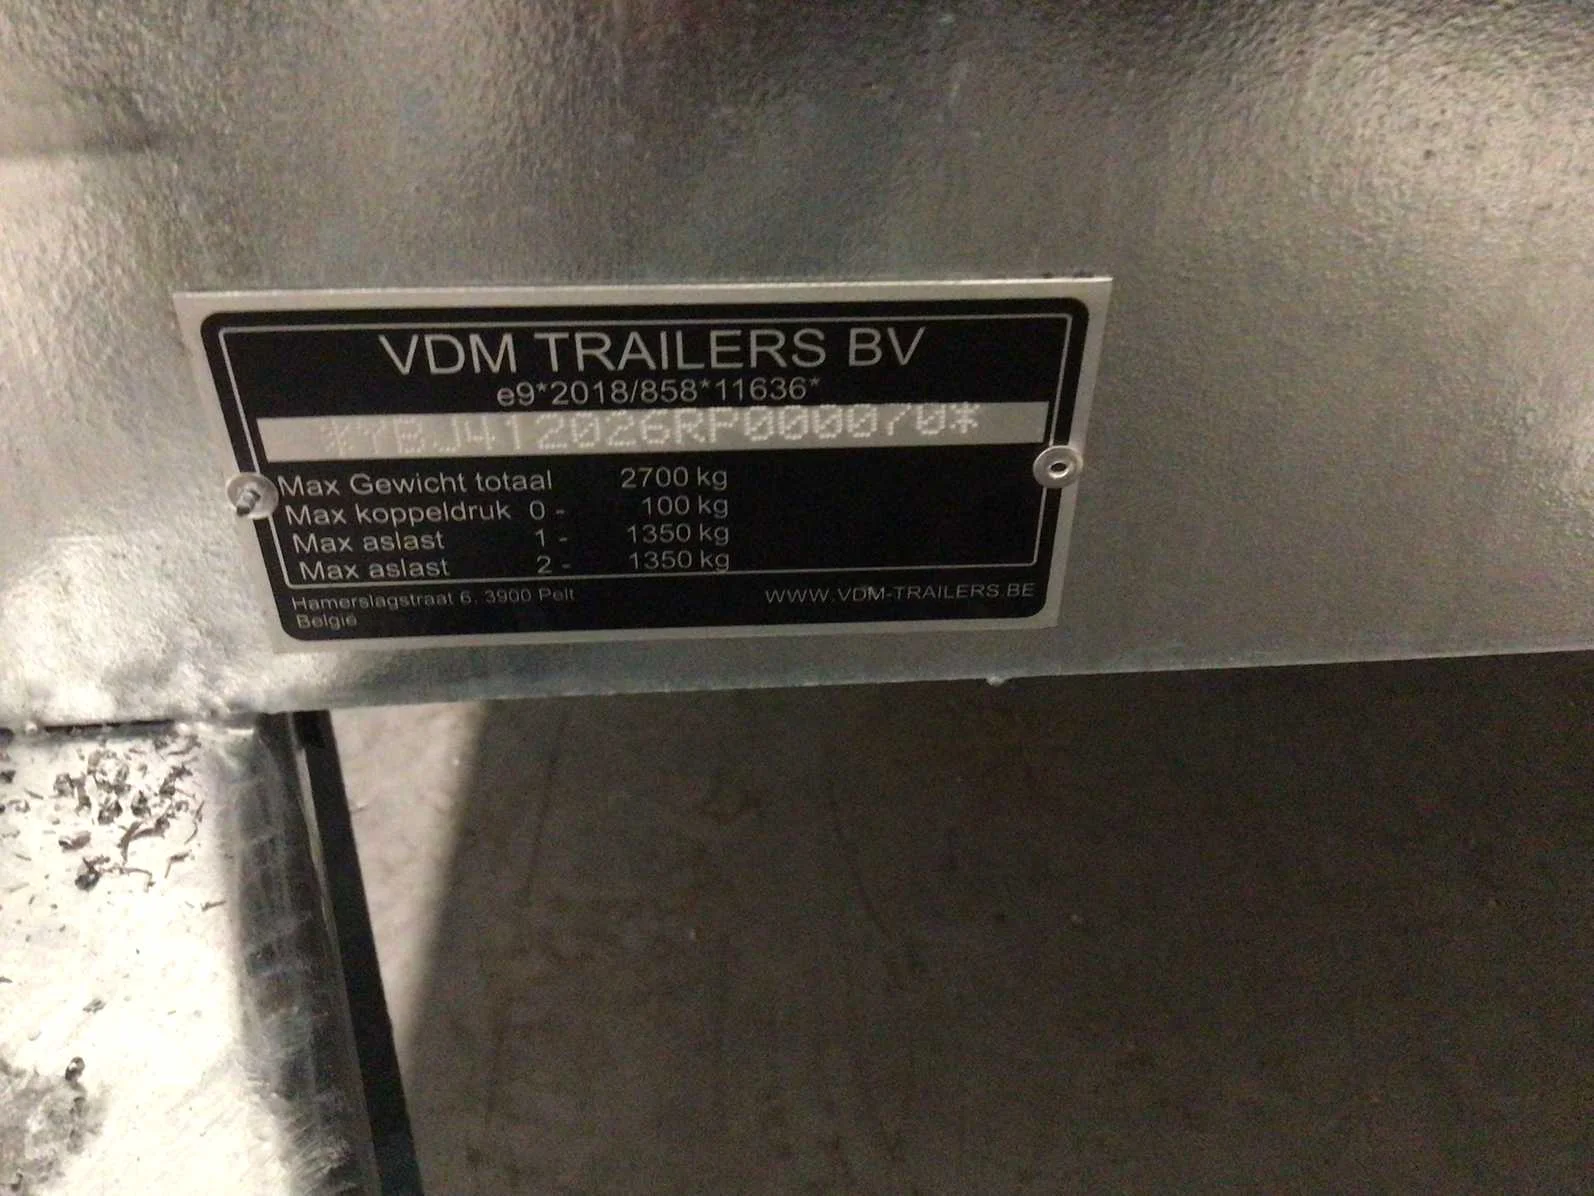 VDM TRAILERS BV
e9*2018/858*11636*
*YBJ412026RP000070*
Max Gewicht totaal 2700 kg
Max koppeldruk 0 - 100 kg
Max aslast 1 - 1350 kg
Max aslast 2 - 1350 kg
Hamerslagstraat 6, 3900 Pelt
België
WWW.VDM-TRAILERS.BE